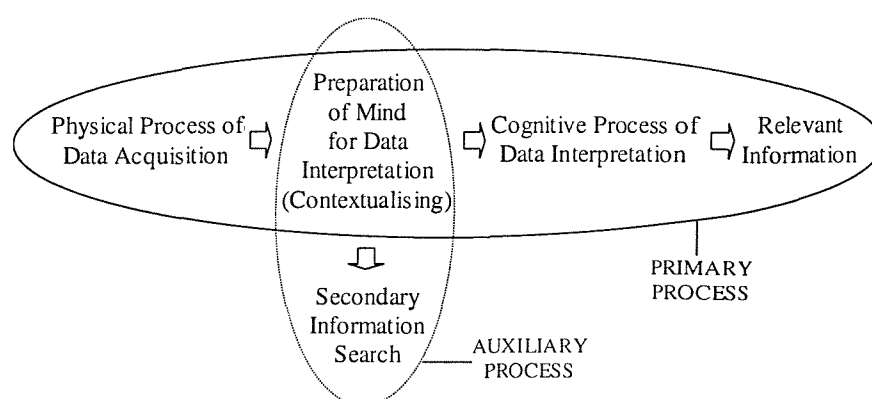 Physical Process of
Data Acquisition
Preparation
of Mind
for Data
Interpretation
(Contextualising)
Cognitive Process of
Data Interpretation
Relevant
Information
PRIMARY
PROCESS
Secondary
Information
Search
AUXILIARY
PROCESS